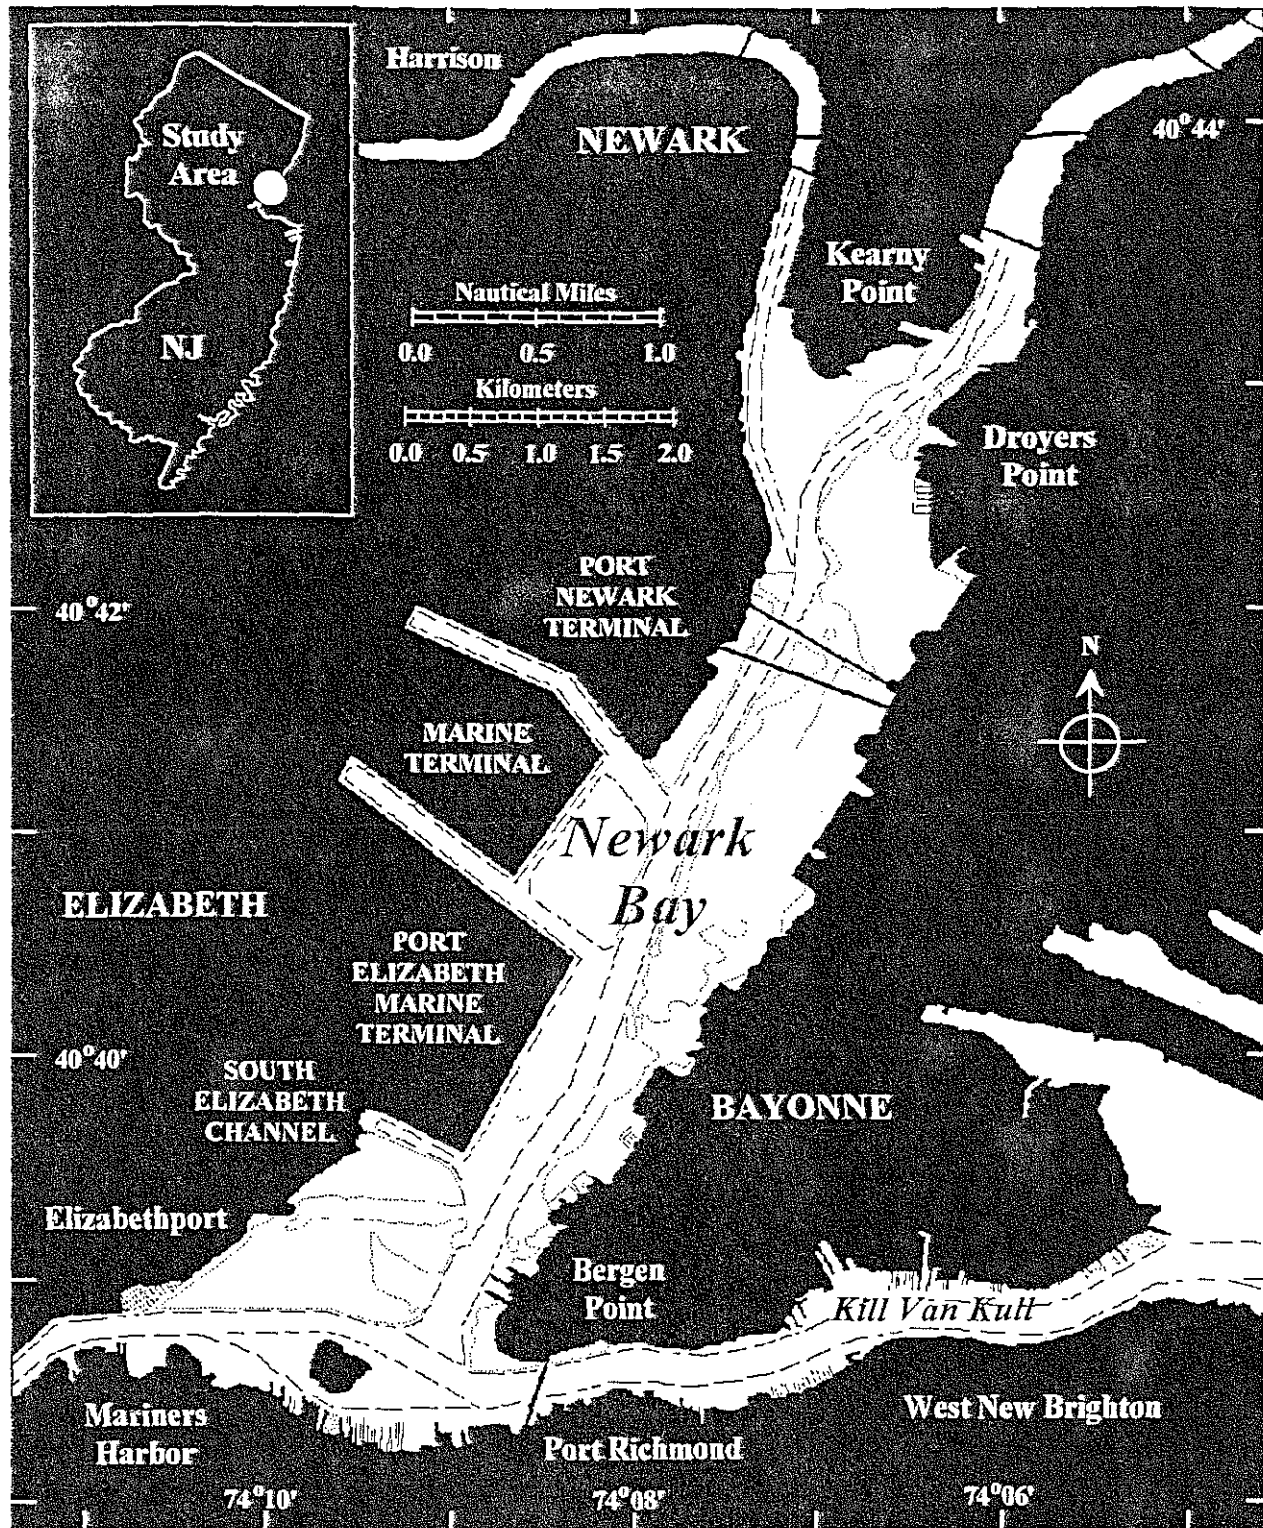 Harrison
NEWARK
40°44'
Study
Area
NJ
Kearny
Point
Nautical Miles
0.0 0.5 1.0
Kilometers
0.0 0.5 1.0 1.5 2.0
Droyers
Point
PORT
NEWARK
TERMINAL
40°42'
N
MARINE
TERMINAL
Newark
Bay
ELIZABETH
PORT
ELIZABETH
MARINE
TERMINAL
40°40'
SOUTH
ELIZABETH
CHANNEL
BAYONNE
Elizabethport
Bergen
Point
Kill Van Kull
Mariners
Harbor
West New Brighton
Port Richmond
74°10' 74°08' 74°06'